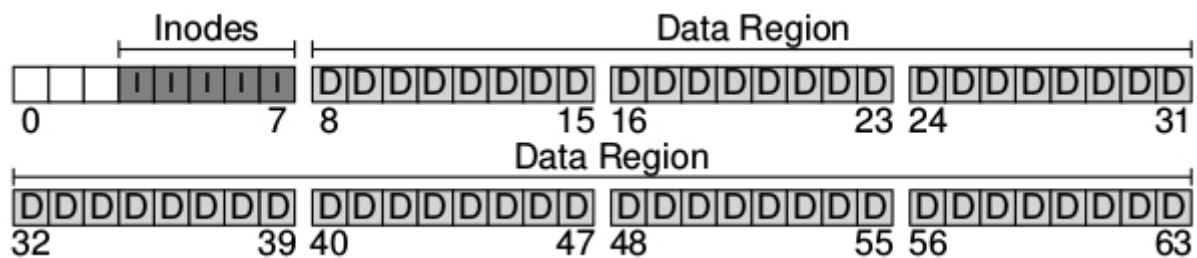 Inodes Data Region
I I I I I D D D D D D D D D D D D D D D D D D D D D D D D
0 7 8 15 16 23 24 31
Data Region
D D D D D D D D D D D D D D D D D D D D D D D D D D D D D D D D
32 39 40 47 48 55 56 63